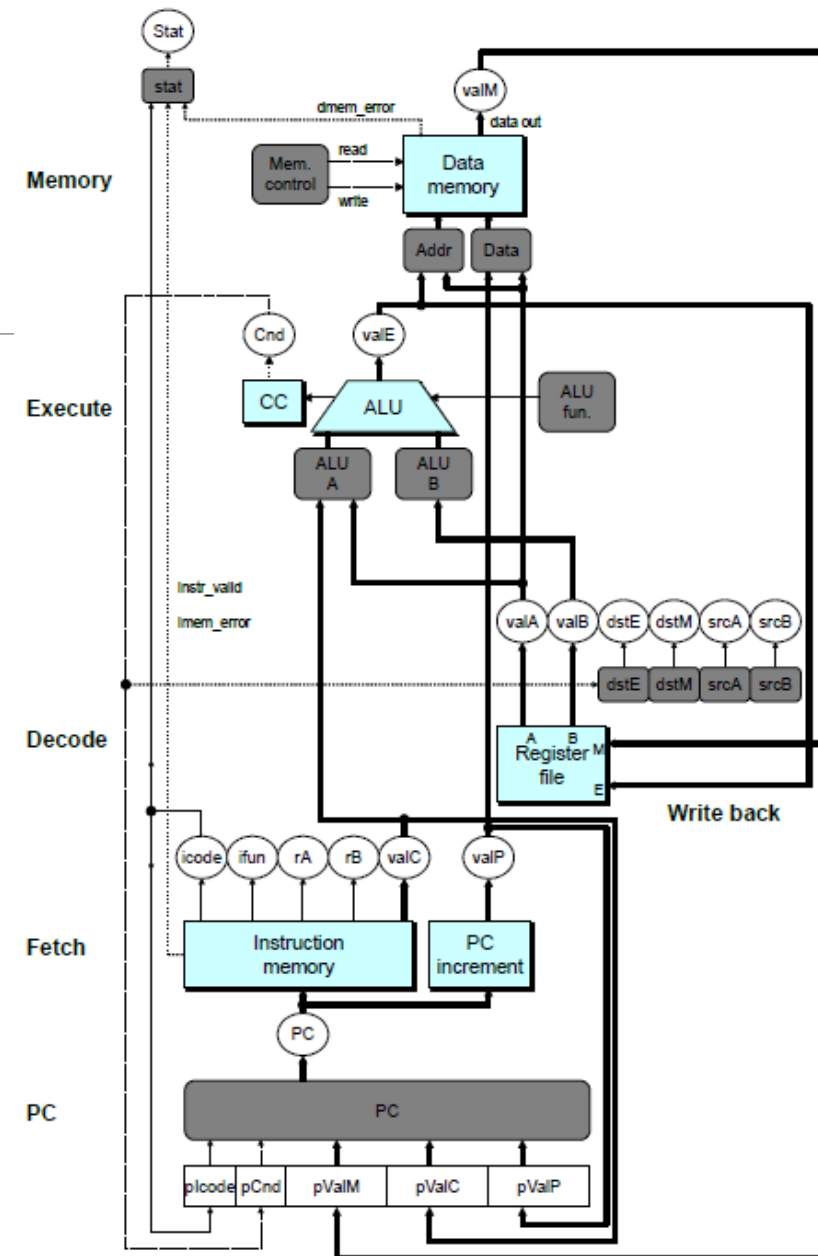 Stat
stat
valM
dmem_error
data out
Memory
Mem.
control
read
write
Data
memory
Addr
Data
Cnd
valE
Execute
CC
ALU
ALU
fun.
ALU
A
ALU
B
Instr_valid
Imem_error
valA
valB
dstE
dstM
srcA
srcB
dstE
dstM
srcA
srcB
Decode
A
B
M
Register
file
E
Write back
icode
ifun
rA
rB
valC
valP
Fetch
Instruction
memory
PC
increment
PC
PC
PC
pIcode
pCnd
pValM
pValC
pValP